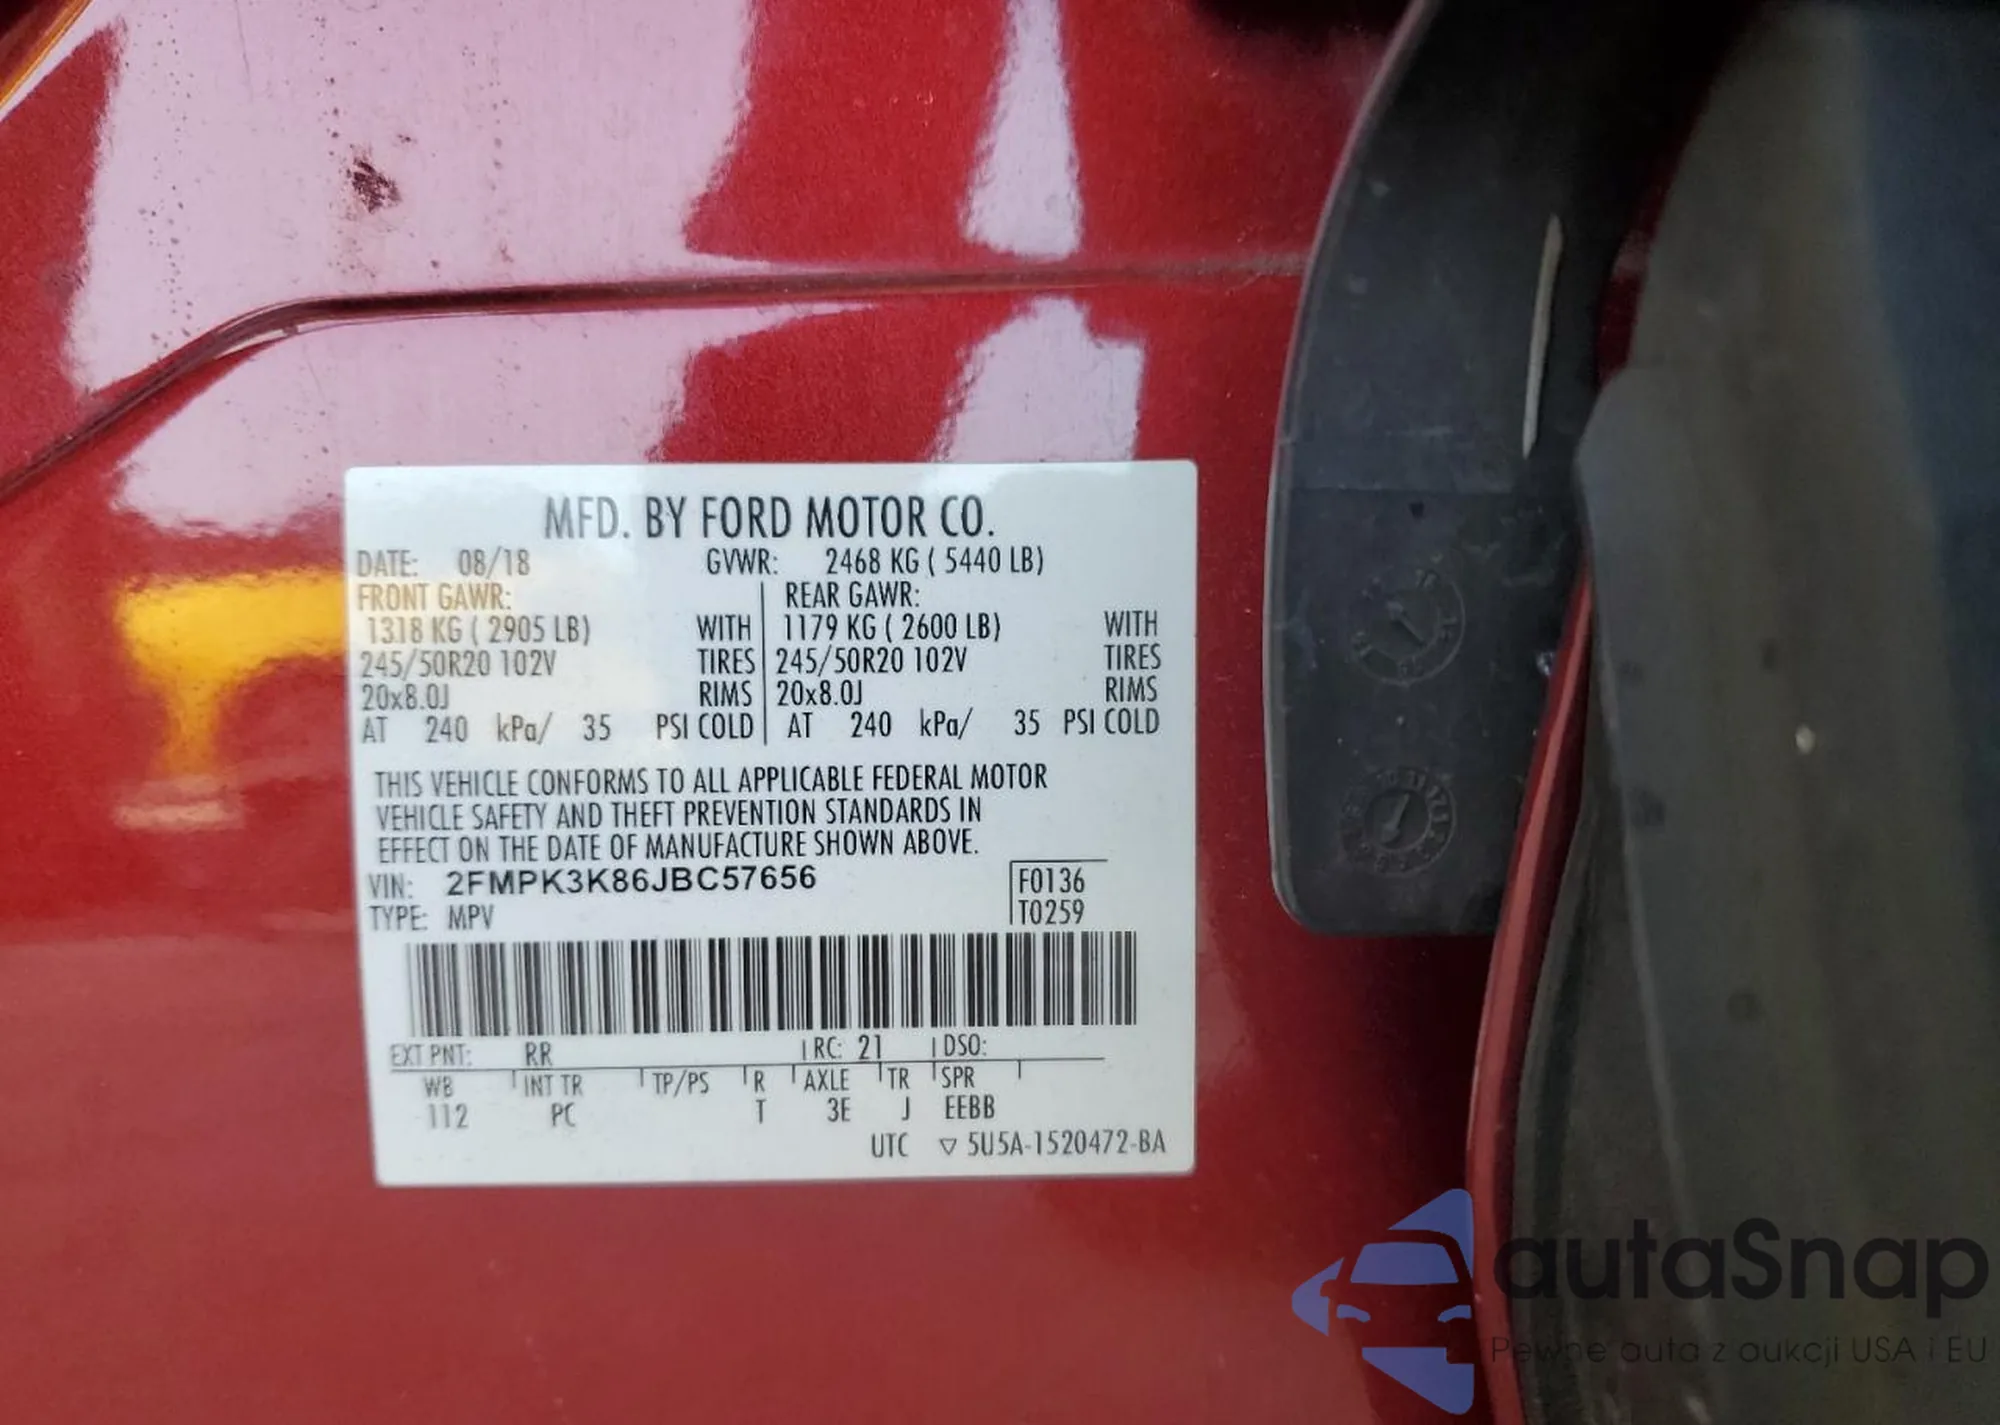 MFD. BY FORD MOTOR CO.
DATE: 08/18 GVWR: 2468 KG ( 5440 LB)
FRONT GAWR: REAR GAWR:
1318 KG ( 2905 LB) WITH 1179 KG ( 2600 LB) WITH
245/50R20 102V TIRES 245/50R20 102V TIRES
20x8.0J RIMS 20x8.0J RIMS
AT 240 kPa/ 35 PSI COLD AT 240 kPa/ 35 PSI COLD
THIS VEHICLE CONFORMS TO ALL APPLICABLE FEDERAL MOTOR
VEHICLE SAFETY AND THEFT PREVENTION STANDARDS IN
EFFECT ON THE DATE OF MANUFACTURE SHOWN ABOVE.
VIN: 2FMPK3K86JBC57656 F0136
TYPE: MPV T0259
EXT PNT: RR RC: 21 DSO:
WB INT TR TP/PS R AXLE TR SPR
112 PC T 3E J EEBB
UTC ▽ 5U5A-1520472-BA
autaSnap
Pewne auta z aukcji USA i EU